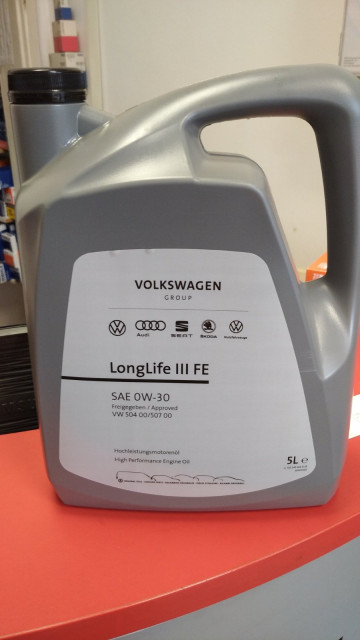 VOLKSWAGEN
GROUP
Audi SEAT ŠKODA
LongLife III FE
SAE 0W-30
Freigegeben / Approved
VW 504 00/507 00
Hochleistungsmotorenöl
High Performance Engine Oil
5L e